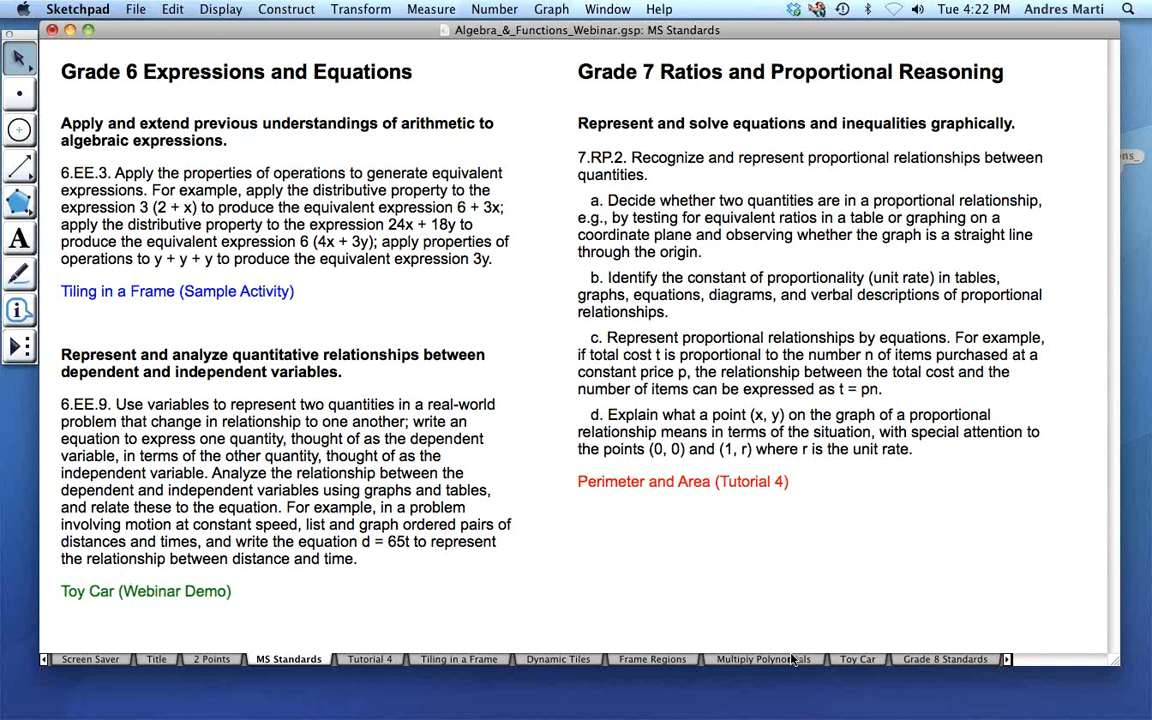 Sketchpad File Edit Display Construct Transform Measure Number Graph Window Help Tue 4:22 PM Andres Marti
Algebra_&_Functions_Webinar.gsp: MS Standards
Grade 6 Expressions and Equations
Apply and extend previous understandings of arithmetic to
algebraic expressions.
6.EE.3. Apply the properties of operations to generate equivalent
expressions. For example, apply the distributive property to the
expression 3 (2 + x) to produce the equivalent expression 6 + 3x;
apply the distributive property to the expression 24x + 18y to
produce the equivalent expression 6 (4x + 3y); apply properties of
operations to y + y + y to produce the equivalent expression 3y.
Tiling in a Frame (Sample Activity)
Represent and analyze quantitative relationships between
dependent and independent variables.
6.EE.9. Use variables to represent two quantities in a real-world
problem that change in relationship to one another; write an
equation to express one quantity, thought of as the dependent
variable, in terms of the other quantity, thought of as the
independent variable. Analyze the relationship between the
dependent and independent variables using graphs and tables,
and relate these to the equation. For example, in a problem
involving motion at constant speed, list and graph ordered pairs of
distances and times, and write the equation d = 65t to represent
the relationship between distance and time.
Toy Car (Webinar Demo)
Grade 7 Ratios and Proportional Reasoning
Represent and solve equations and inequalities graphically.
7.RP.2. Recognize and represent proportional relationships between
quantities.
a. Decide whether two quantities are in a proportional relationship,
e.g., by testing for equivalent ratios in a table or graphing on a
coordinate plane and observing whether the graph is a straight line
through the origin.
b. Identify the constant of proportionality (unit rate) in tables,
graphs, equations, diagrams, and verbal descriptions of proportional
relationships.
c. Represent proportional relationships by equations. For example,
if total cost t is proportional to the number n of items purchased at a
constant price p, the relationship between the total cost and the
number of items can be expressed as t = pn.
d. Explain what a point (x, y) on the graph of a proportional
relationship means in terms of the situation, with special attention to
the points (0, 0) and (1, r) where r is the unit rate.
Perimeter and Area (Tutorial 4)
A
ns_
Screen Saver Title 2 Points MS Standards Tutorial 4 Tiling in a Frame Dynamic Tiles Frame Regions Multiply Polynomials Toy Car Grade 8 Standards